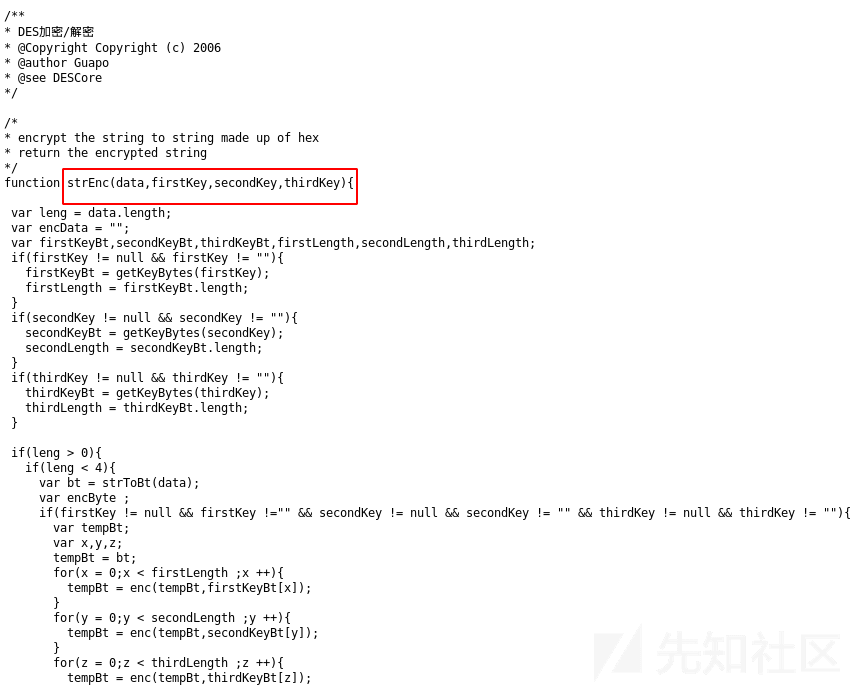 /**
* DES加密/解密
* @Copyright Copyright (c) 2006
* @author Guapo
* @see DESCore
*/

/*
* encrypt the string to string made up of hex
* return the encrypted string
*/
function strEnc(data,firstKey,secondKey,thirdKey){

 var leng = data.length;
 var encData = "";
 var firstKeyBt,secondKeyBt,thirdKeyBt,firstLength,secondLength,thirdLength;
 if(firstKey != null && firstKey != ""){
   firstKeyBt = getKeyBytes(firstKey);
   firstLength = firstKeyBt.length;
 }
 if(secondKey != null && secondKey != ""){
   secondKeyBt = getKeyBytes(secondKey);
   secondLength = secondKeyBt.length;
 }
 if(thirdKey != null && thirdKey != ""){
   thirdKeyBt = getKeyBytes(thirdKey);
   thirdLength = thirdKeyBt.length;
 }

 if(leng > 0){
   if(leng < 4){
     var bt = strToBt(data);
     var encByte ;
     if(firstKey != null && firstKey !="" && secondKey != null && secondKey != "" && thirdKey != null && thirdKey != ""){
       var tempBt;
       var x,y,z;
       tempBt = bt;
       for(x = 0;x < firstLength ;x ++){
         tempBt = enc(tempBt,firstKeyBt[x]);
       }
       for(y = 0;y < secondLength ;y ++){
         tempBt = enc(tempBt,secondKeyBt[y]);
       }
       for(z = 0;z < thirdLength ;z ++){
         tempBt = enc(tempBt,thirdKeyBt[z]);
先知社区